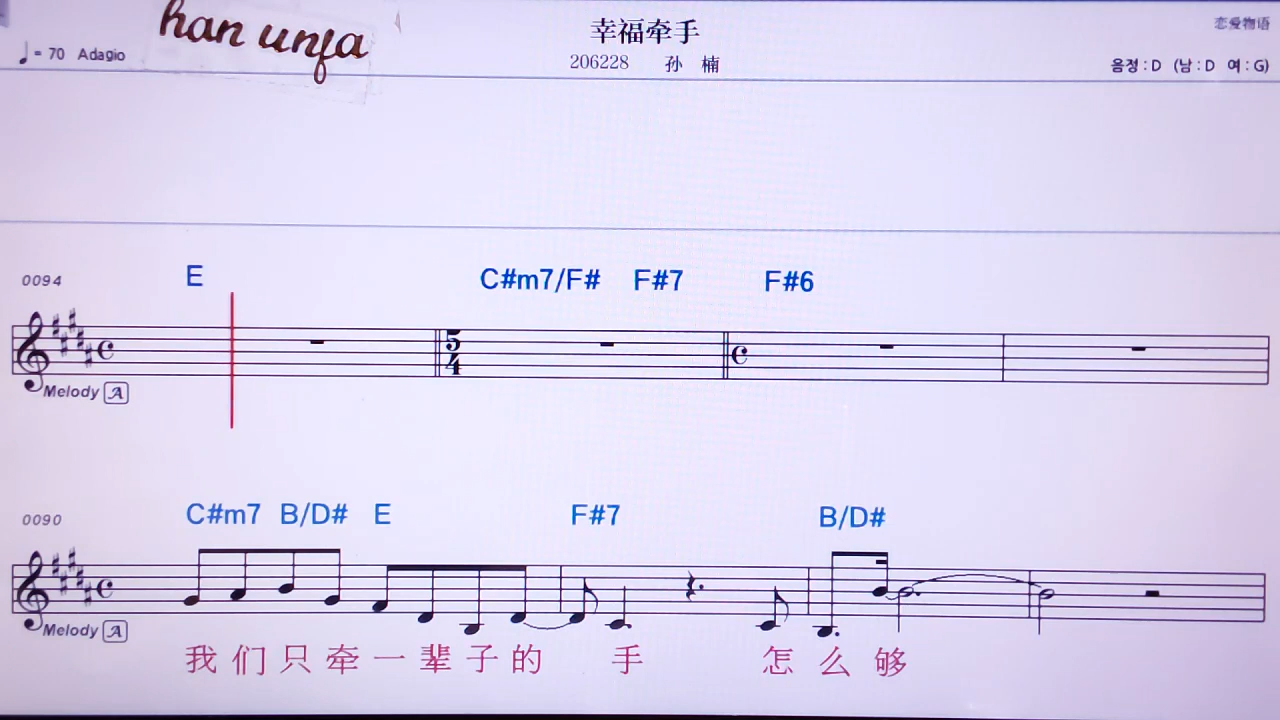 han unfa
幸福牵手
恋爱物语
♩= 70 Adagio
206228 孙 楠
음정 : D (남 : D 여 : G)
0094
E C#m7/F# F#7 F#6
5
4
Melody A
0090
C#m7 B/D# E F#7 B/D#
Melody A
我 们 只 牵 一 辈 子 的 手 怎 么 够